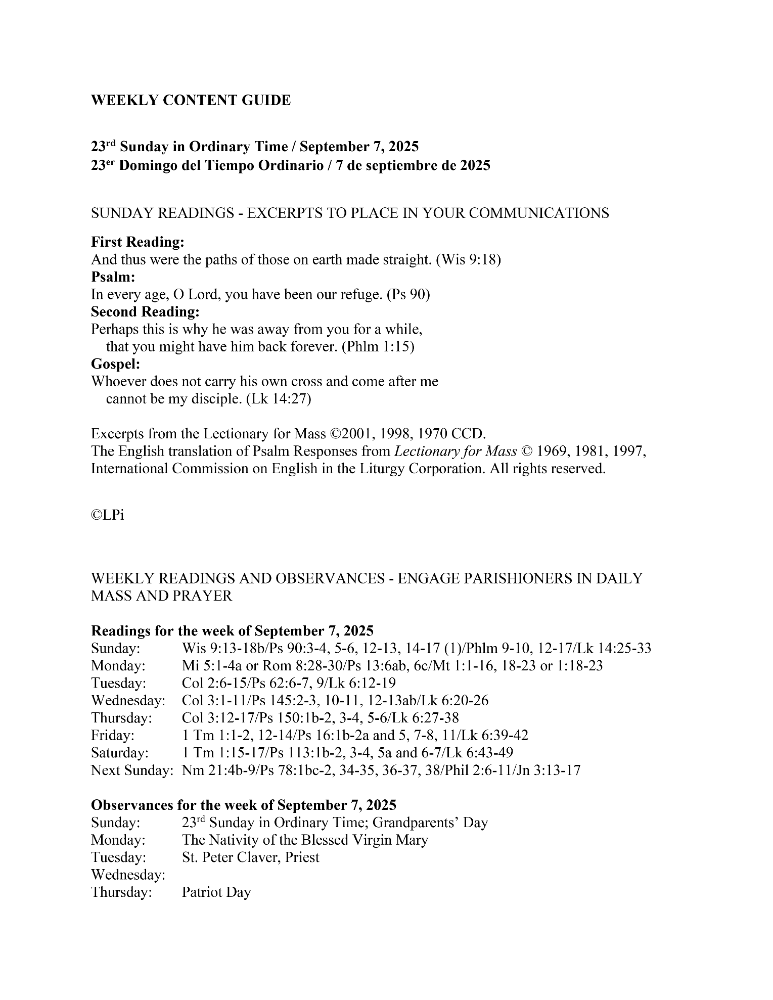 WEEKLY CONTENT GUIDE
23rd Sunday in Ordinary Time / September 7, 2025
23er Domingo del Tiempo Ordinario / 7 de septiembre de 2025
SUNDAY READINGS - EXCERPTS TO PLACE IN YOUR COMMUNICATIONS
First Reading:
And thus were the paths of those on earth made straight. (Wis 9:18)
Psalm:
In every age, O Lord, you have been our refuge. (Ps 90)
Second Reading:
Perhaps this is why he was away from you for a while,
that you might have him back forever. (Phlm 1:15)
Gospel:
Whoever does not carry his own cross and come after me
cannot be my disciple. (Lk 14:27)
Excerpts from the Lectionary for Mass ©2001, 1998, 1970 CCD.
The English translation of Psalm Responses from Lectionary for Mass © 1969, 1981, 1997,
International Commission on English in the Liturgy Corporation. All rights reserved.
©LPi
WEEKLY READINGS AND OBSERVANCES - ENGAGE PARISHIONERS IN DAILY
MASS AND PRAYER
Readings for the week of September 7, 2025
Sunday: Wis 9:13-18b/Ps 90:3-4, 5-6, 12-13, 14-17 (1)/Phlm 9-10, 12-17/Lk 14:25-33
Monday: Mi 5:1-4a or Rom 8:28-30/Ps 13:6ab, 6c/Mt 1:1-16, 18-23 or 1:18-23
Tuesday: Col 2:6-15/Ps 62:6-7, 9/Lk 6:12-19
Wednesday: Col 3:1-11/Ps 145:2-3, 10-11, 12-13ab/Lk 6:20-26
Thursday: Col 3:12-17/Ps 150:1b-2, 3-4, 5-6/Lk 6:27-38
Friday: 1 Tm 1:1-2, 12-14/Ps 16:1b-2a and 5, 7-8, 11/Lk 6:39-42
Saturday: 1 Tm 1:15-17/Ps 113:1b-2, 3-4, 5a and 6-7/Lk 6:43-49
Next Sunday: Nm 21:4b-9/Ps 78:1bc-2, 34-35, 36-37, 38/Phil 2:6-11/Jn 3:13-17
Observances for the week of September 7, 2025
Sunday: 23rd Sunday in Ordinary Time; Grandparents’ Day
Monday: The Nativity of the Blessed Virgin Mary
Tuesday: St. Peter Claver, Priest
Wednesday:
Thursday: Patriot Day